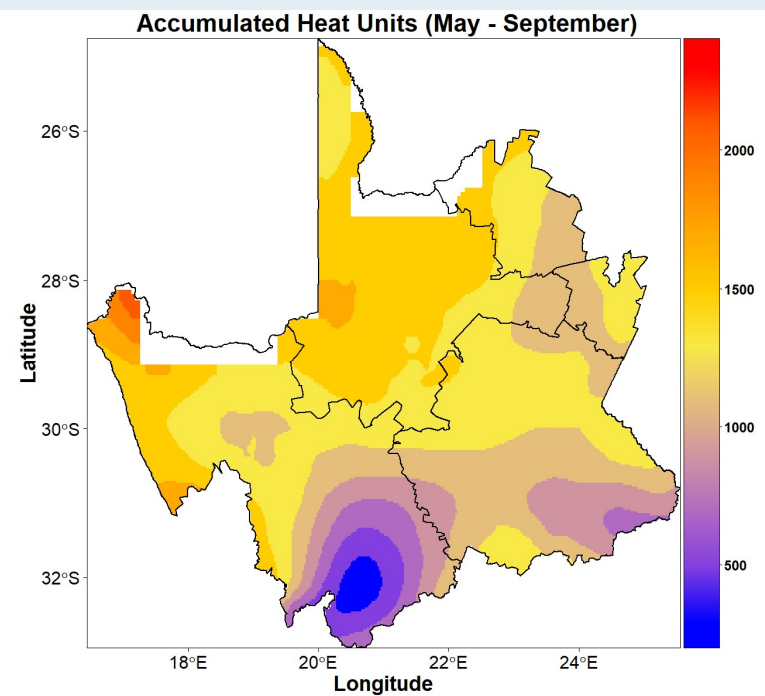 Accumulated Heat Units (May - September)
26°S
28°S
30°S
32°S
Latitude
18°E
20°E
22°E
24°E
Longitude
2000
1500
1000
500